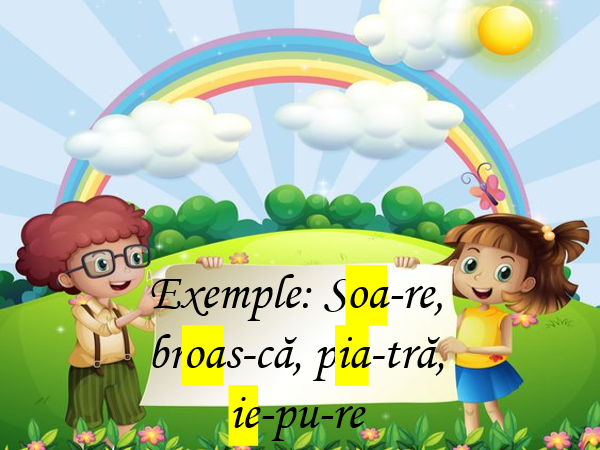 Exemple: Soa-re,
broas-că, pia-tră,
ie-pu-re